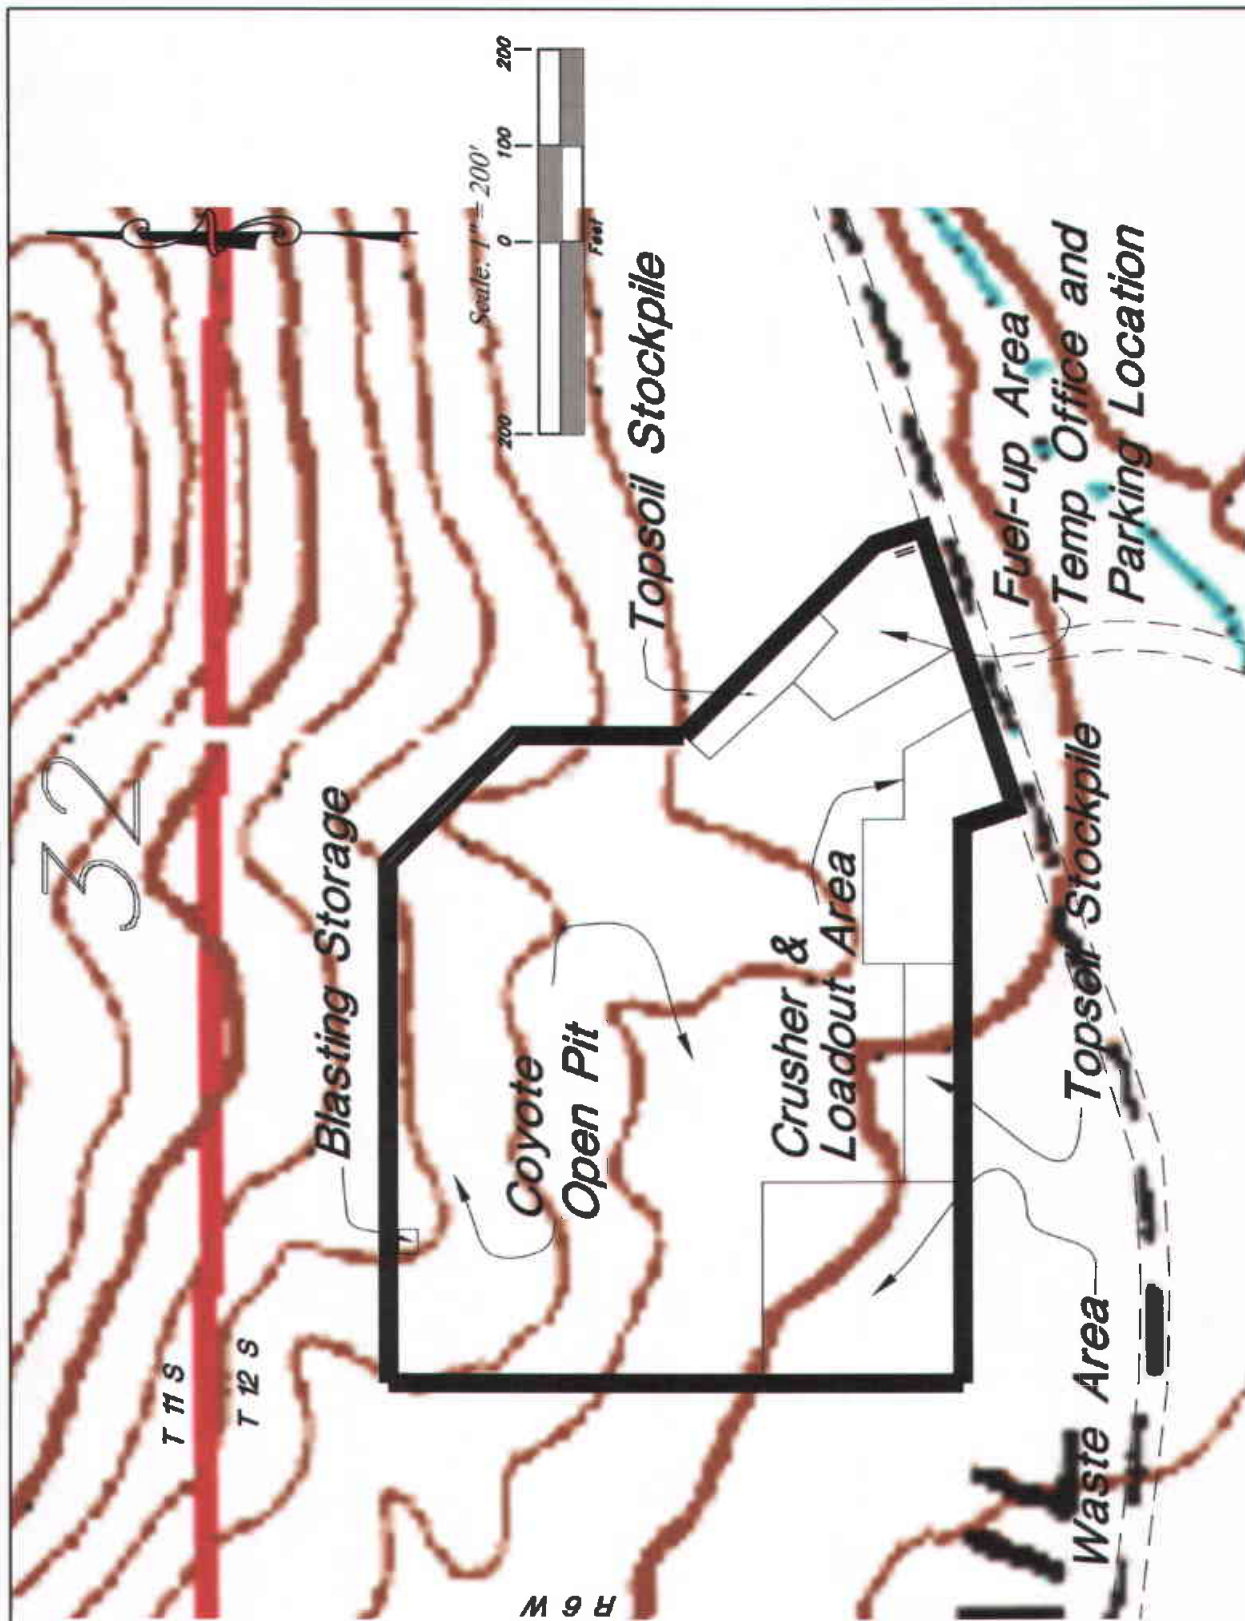 32
T 11 S
T 12 S
R 6 W
Scale: 1" = 200'
200
0
100
200
Feet
Blasting Storage
Coyote
Open Pit
Topsoil Stockpile
Crusher &
Loadout Area
Fuel-up Area
Temp Office and
Parking Location
Topsoil Stockpile
Waste Area